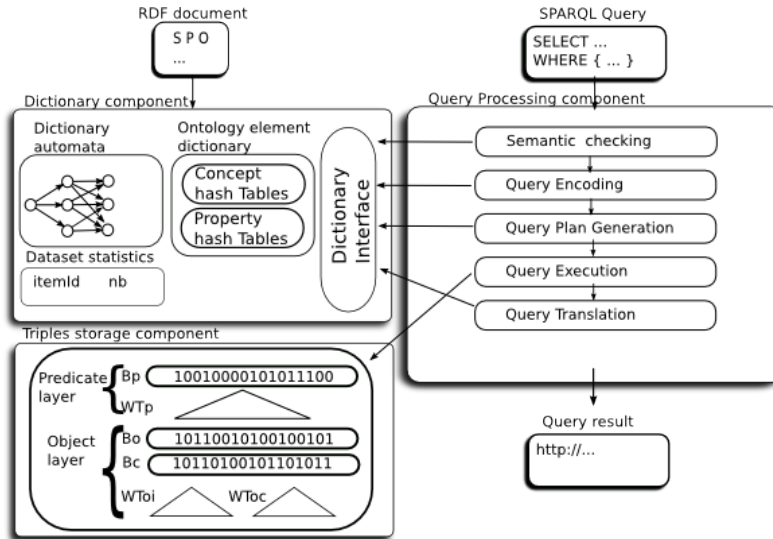 RDF document
S P O
...
SPARQL Query
SELECT ...
WHERE { ... }
Dictionary component
Dictionary
automata
Ontology element
dictionary
Concept
hash Tables
Property
hash Tables
Dictionary
Interface
Dataset statistics
itemId nb
Query Processing component
Semantic checking
Query Encoding
Query Plan Generation
Query Execution
Query Translation
Triples storage component
Predicate
layer
Bp
10010000101011100
WTp
Object
layer
Bo
10110010100100101
Bc
10110100101101011
WToi
WToc
Query result
http://...